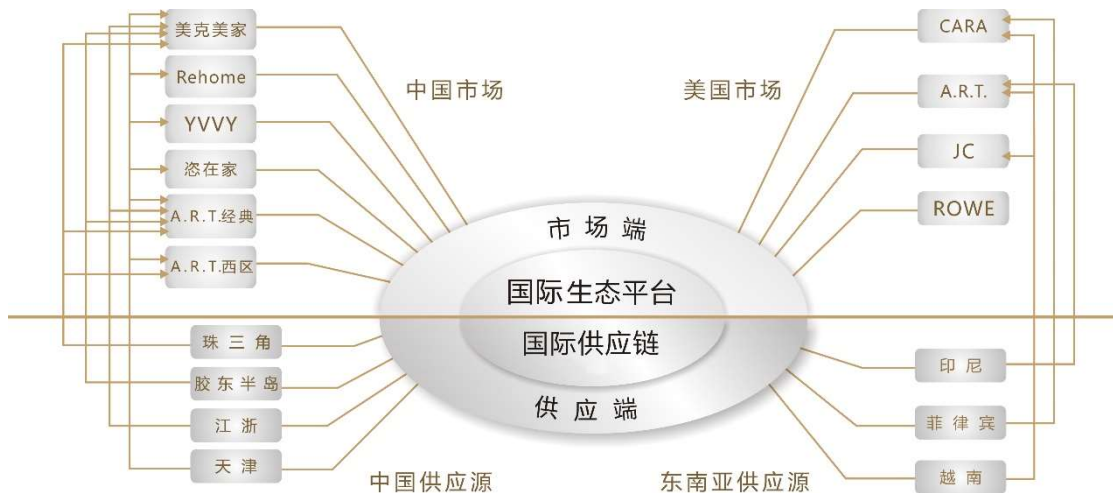 美克美家
Rehome
YVVY
恣在家
A.R.T.经典
A.R.T.西区
中国市场
美国市场
CARA
A.R.T.
JC
ROWE
市场端
国际生态平台
国际供应链
供应端
珠三角
胶东半岛
江浙
天津
中国供应源
东南亚供应源
印尼
菲律宾
越南